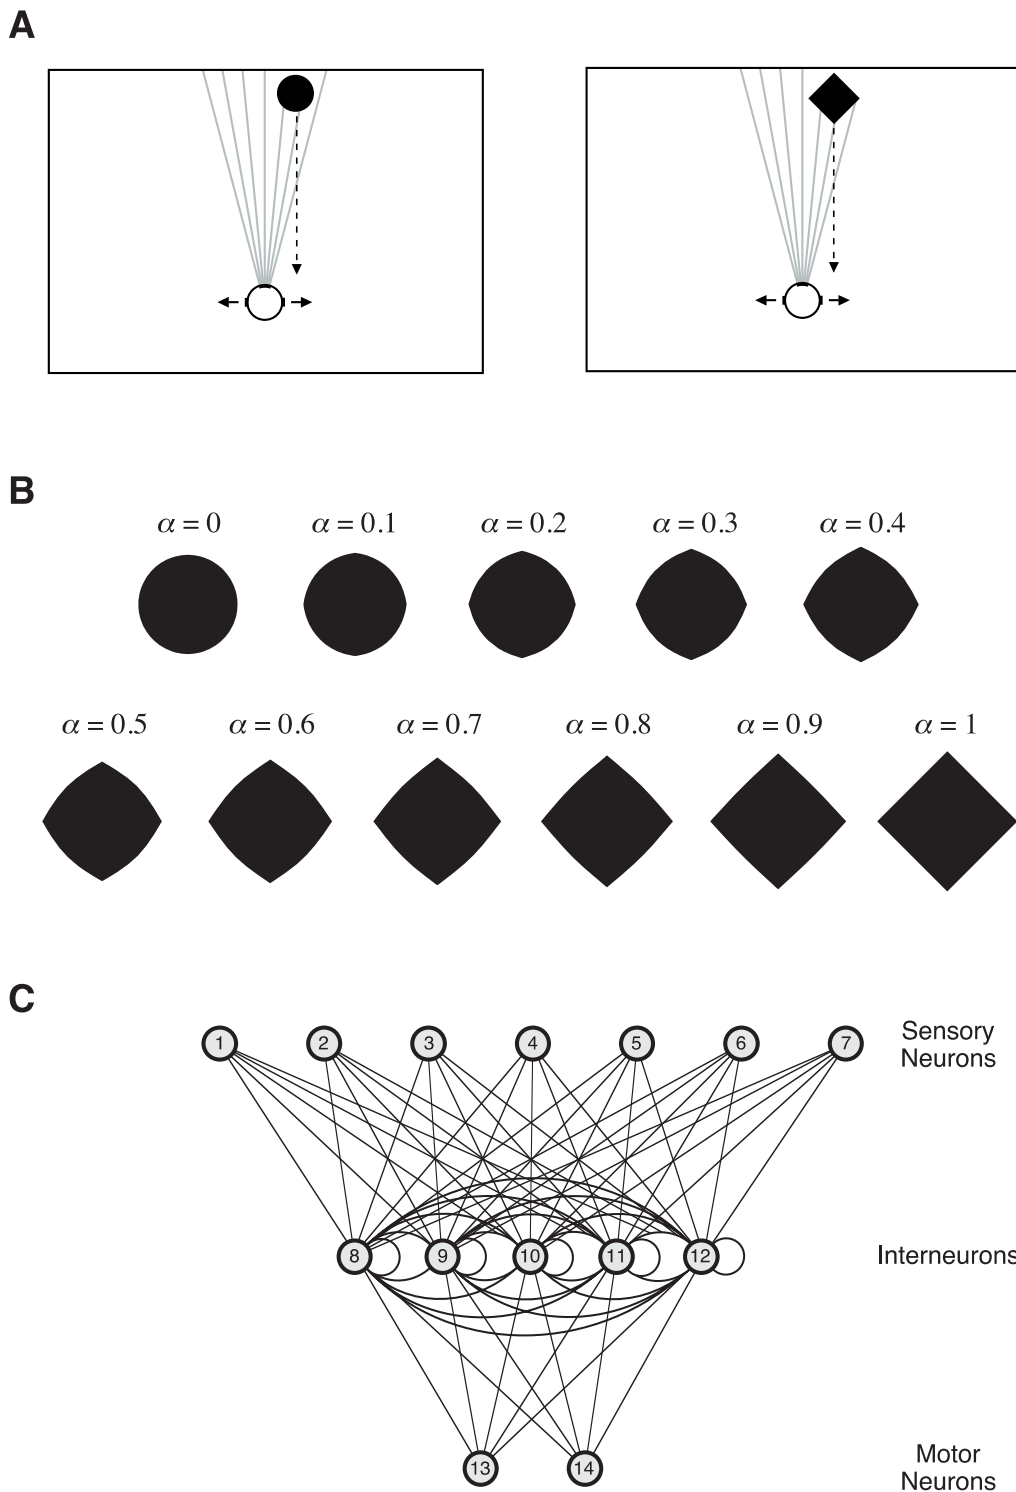 A
B
α = 0
α = 0.1
α = 0.2
α = 0.3
α = 0.4
α = 0.5
α = 0.6
α = 0.7
α = 0.8
α = 0.9
α = 1
C
1 2 3 4 5 6 7
Sensory
Neurons
8 9 10 11 12
Interneurons
13 14
Motor
Neurons